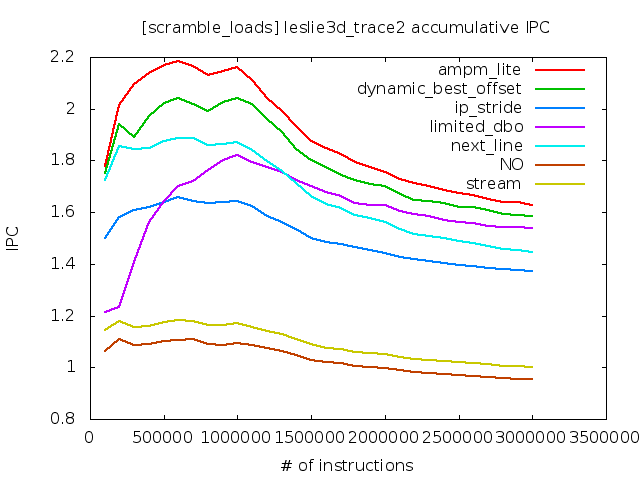 [scramble_loads] leslie3d_trace2 accumulative IPC
2.2
2
1.8
1.6
1.4
1.2
1
0.8
IPC
ampm_lite
dynamic_best_offset
ip_stride
limited_dbo
next_line
NO
stream
0 500000 1000000 1500000 2000000 2500000 3000000 3500000
# of instructions